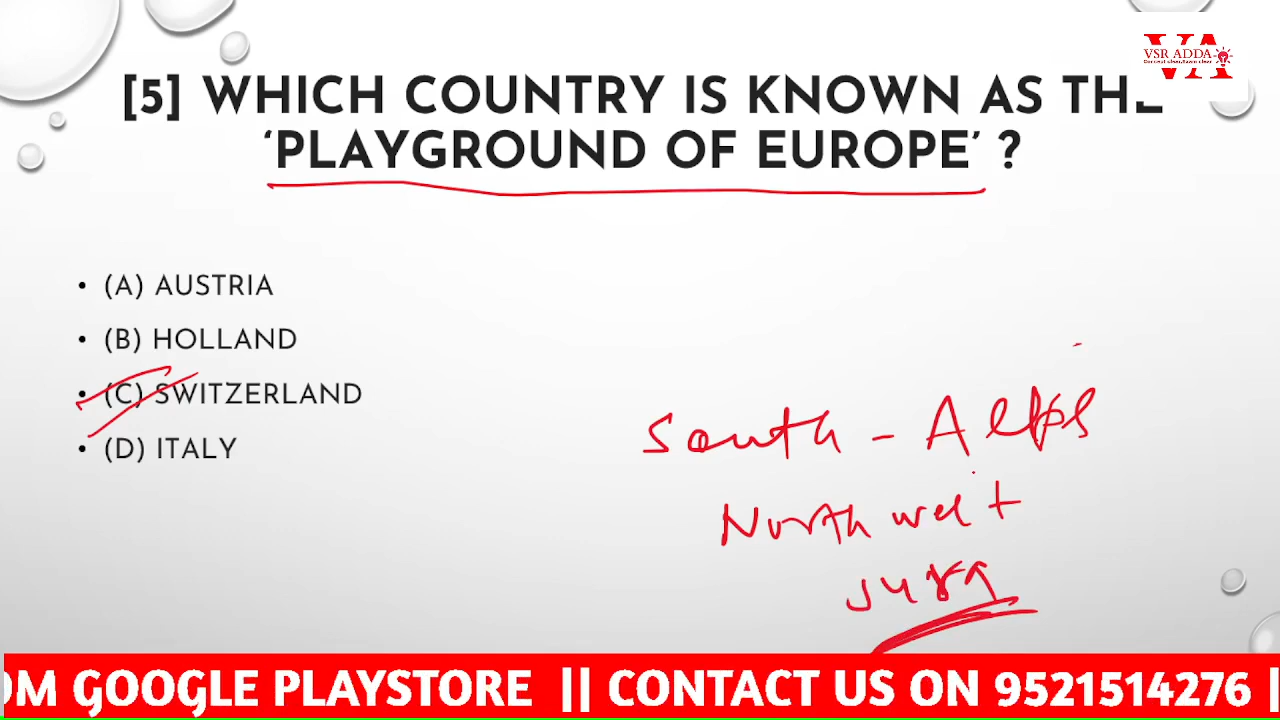 VSR ADDA
[5] WHICH COUNTRY IS KNOWN AS THE
‘PLAYGROUND OF EUROPE’ ?
• (A) AUSTRIA
• (B) HOLLAND
• (C) SWITZERLAND
• (D) ITALY
South - Alps
North west
Jura
OM GOOGLE PLAYSTORE || CONTACT US ON 9521514276 |